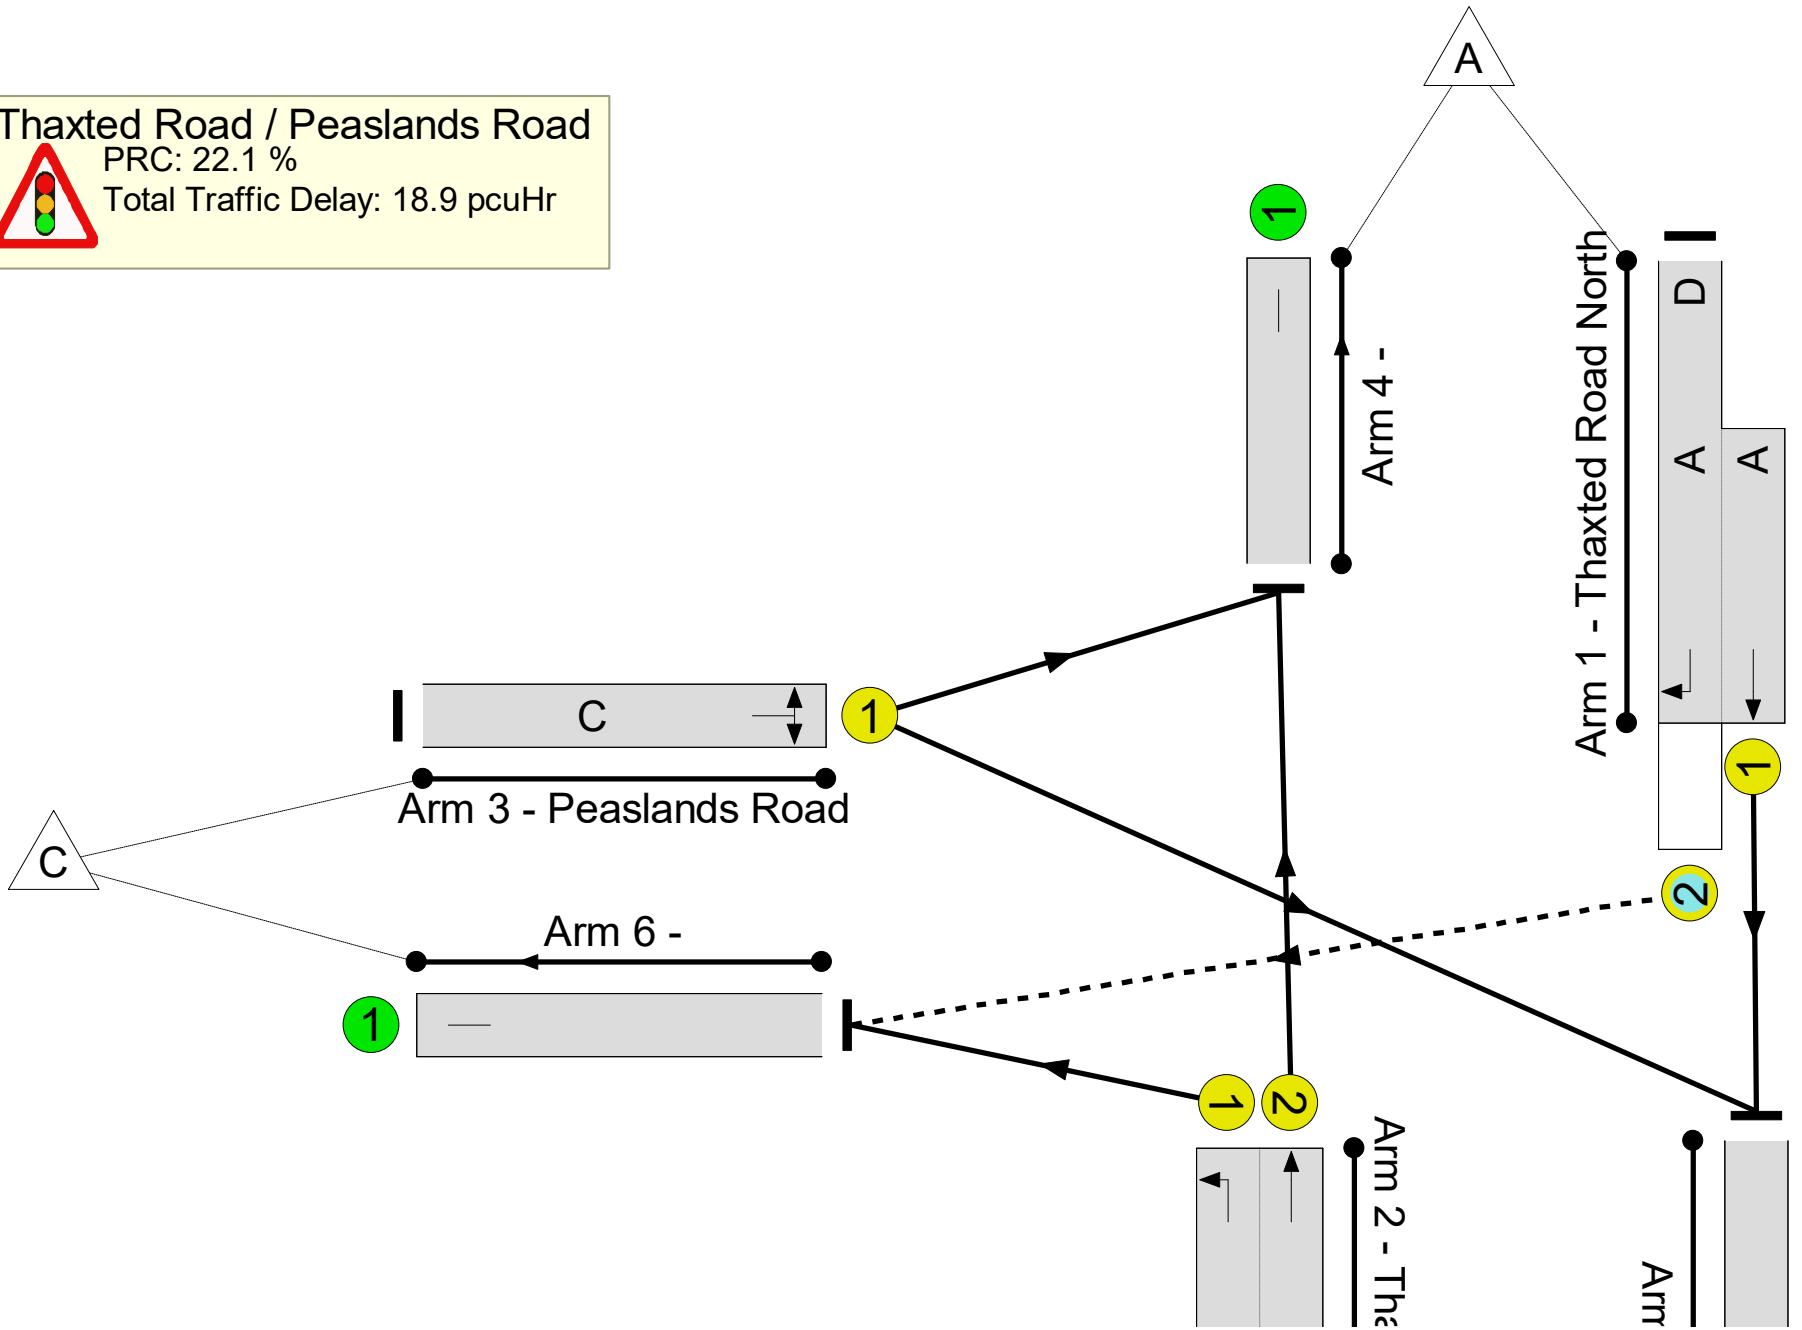 Thaxted Road / Peaslands Road
PRC: 22.1 %
Total Traffic Delay: 18.9 pcuHr
A
1
Arm 4 -
Arm 1 - Thaxted Road North
D
A
A
C
1
Arm 3 - Peaslands Road
1
C
2
Arm 6 -
1
1
2
Arm 2 - Tha
Arm